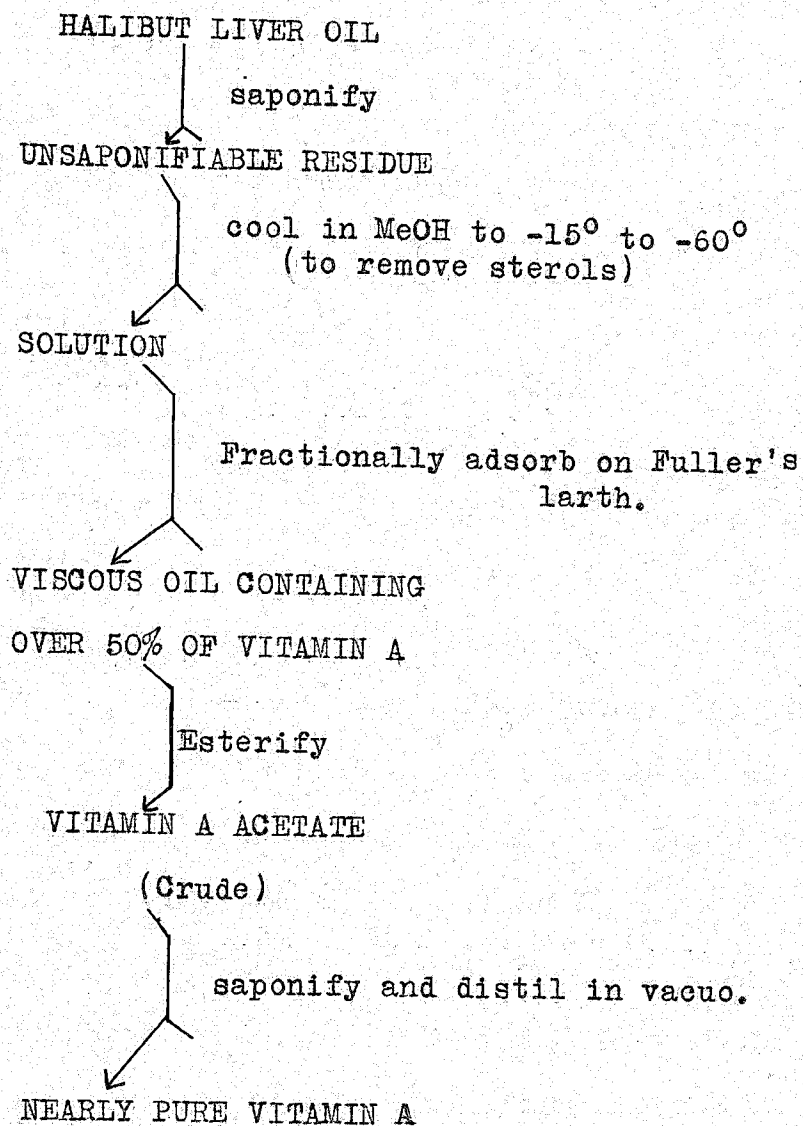 HALIBUT LIVER OIL
saponify
UNSAPONIFIABLE RESIDUE
cool in MeOH to -15° to -60°
(to remove sterols)
SOLUTION
Fractionally adsorb on Fuller's
larth.
VISCOUS OIL CONTAINING
OVER 50% OF VITAMIN A
Esterify
VITAMIN A ACETATE
(Crude)
saponify and distil in vacuo.
NEARLY PURE VITAMIN A